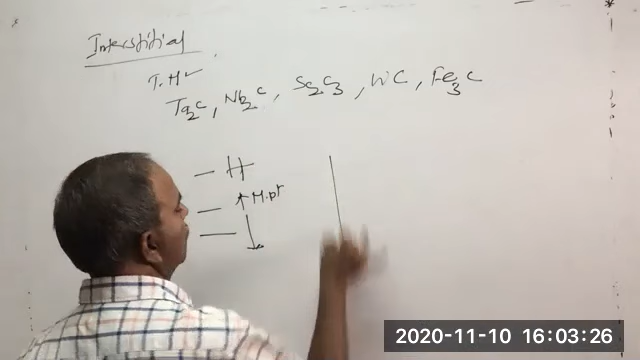 Interstitial
T.H✓
Ta₂C, Nb₂C, Sc₂C₃, WC, Fe₃C
— H
— ↑ M.pt
— ↓
2020-11-10 16:03:26